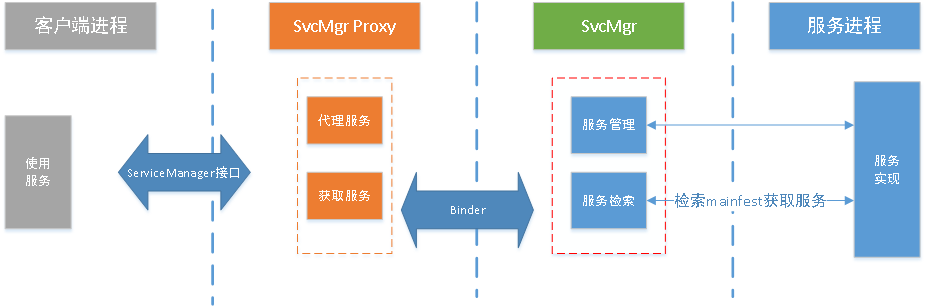 客户端进程
SvcMgr Proxy
SvcMgr
服务进程
使用
服务
ServiceManager接口
代理服务
获取服务
Binder
服务管理
服务检索
检索mainfest获取服务
服务
实现